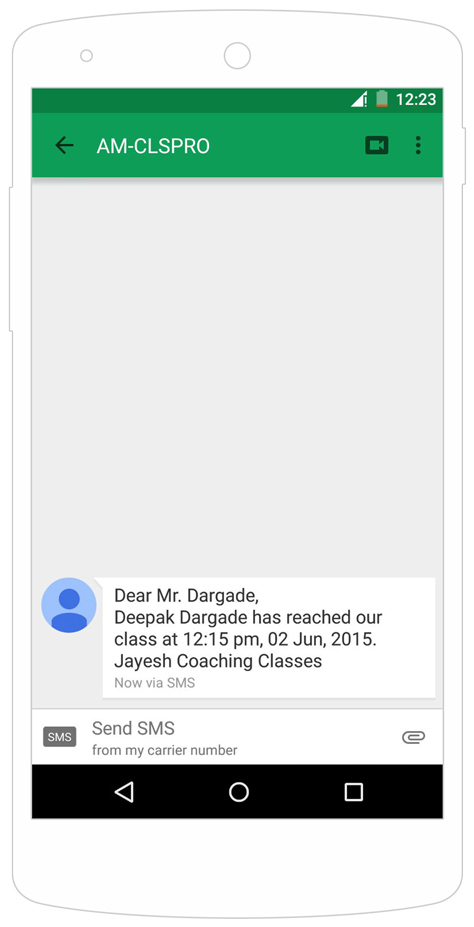 12:23
AM-CLSPRO
Dear Mr. Dargade,
Deepak Dargade has reached our
class at 12:15 pm, 02 Jun, 2015.
Jayesh Coaching Classes
Now via SMS
SMS
Send SMS
from my carrier number